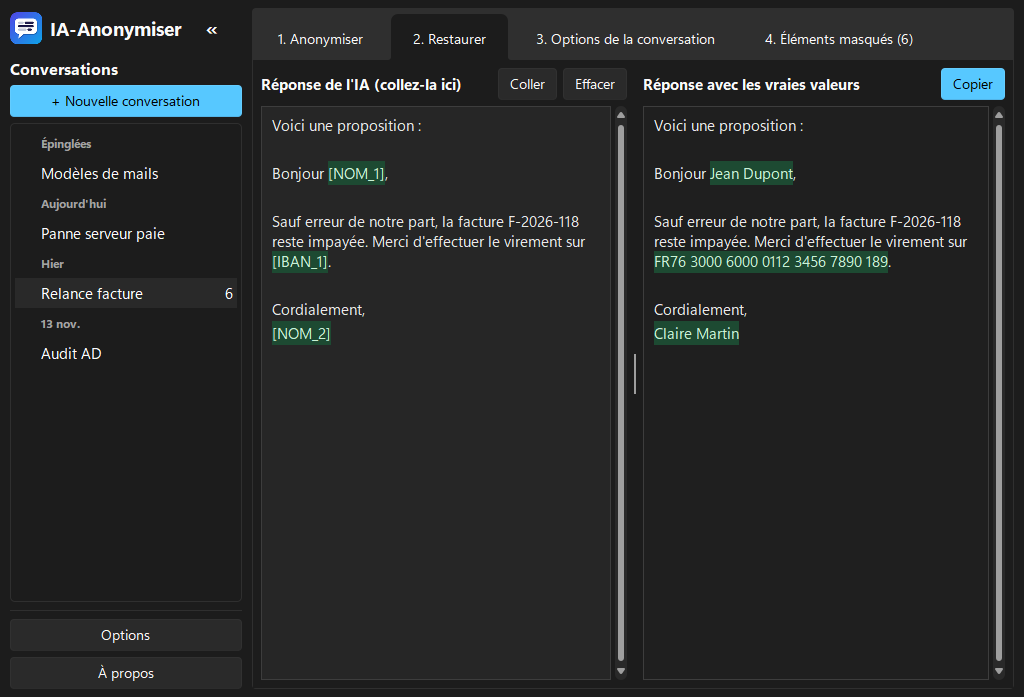 IA-Anonymiser «
Conversations
+ Nouvelle conversation
Épinglées
Modèles de mails
Aujourd'hui
Panne serveur paie
Hier
Relance facture 6
13 nov.
Audit AD
Options
À propos
1. Anonymiser 2. Restaurer 3. Options de la conversation 4. Éléments masqués (6)
Réponse de l'IA (collez-la ici) Coller Effacer
Voici une proposition :
Bonjour [NOM_1],
Sauf erreur de notre part, la facture F-2026-118
reste impayée. Merci d'effectuer le virement sur
[IBAN_1].
Cordialement,
[NOM_2]
Réponse avec les vraies valeurs Copier
Voici une proposition :
Bonjour Jean Dupont,
Sauf erreur de notre part, la facture F-2026-118
reste impayée. Merci d'effectuer le virement sur
FR76 3000 6000 0112 3456 7890 189.
Cordialement,
Claire Martin